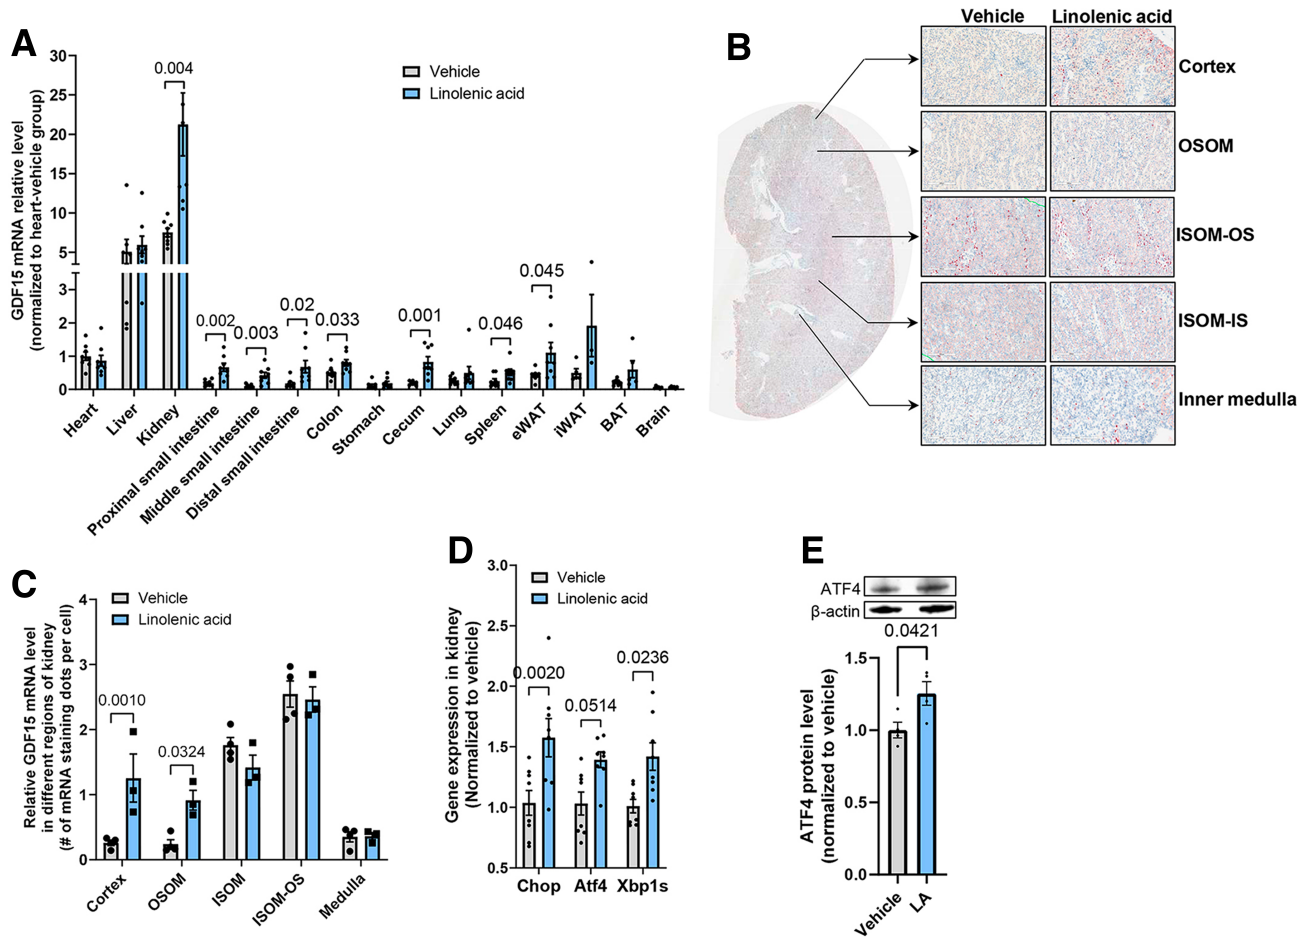 A
GDF15 mRNA relative level
(normalized to heart-vehicle group)
30
25
20
15
10
5
3
2
1
0
Vehicle
Linolenic acid
0.004
0.002
0.003
0.02
0.033
0.001
0.046
0.045
Heart
Liver
Kidney
Proximal small intestine
Middle small intestine
Distal small intestine
Colon
Stomach
Cecum
Lung
Spleen
eWAT
iWAT
BAT
Brain
B
Vehicle
Linolenic acid
Cortex
OSOM
ISOM-OS
ISOM-IS
Inner medulla
C
Relative GDF15 mRNA level
in different regions of kidney
(# of mRNA staining dots per cell)
4
3
2
1
0
Vehicle
Linolenic acid
0.0010
0.0324
Cortex
OSOM
ISOM
ISOM-OS
Medulla
D
Gene expression in kidney
(Normalized to vehicle)
3.0
2.5
2.0
1.5
1.0
0.5
Vehicle
Linolenic acid
0.0020
0.0514
0.0236
Chop
Atf4
Xbp1s
E
ATF4
β-actin
0.0421
ATF4 protein level
(normalized to vehicle)
1.5
1.0
0.5
0.0
Vehicle
LA